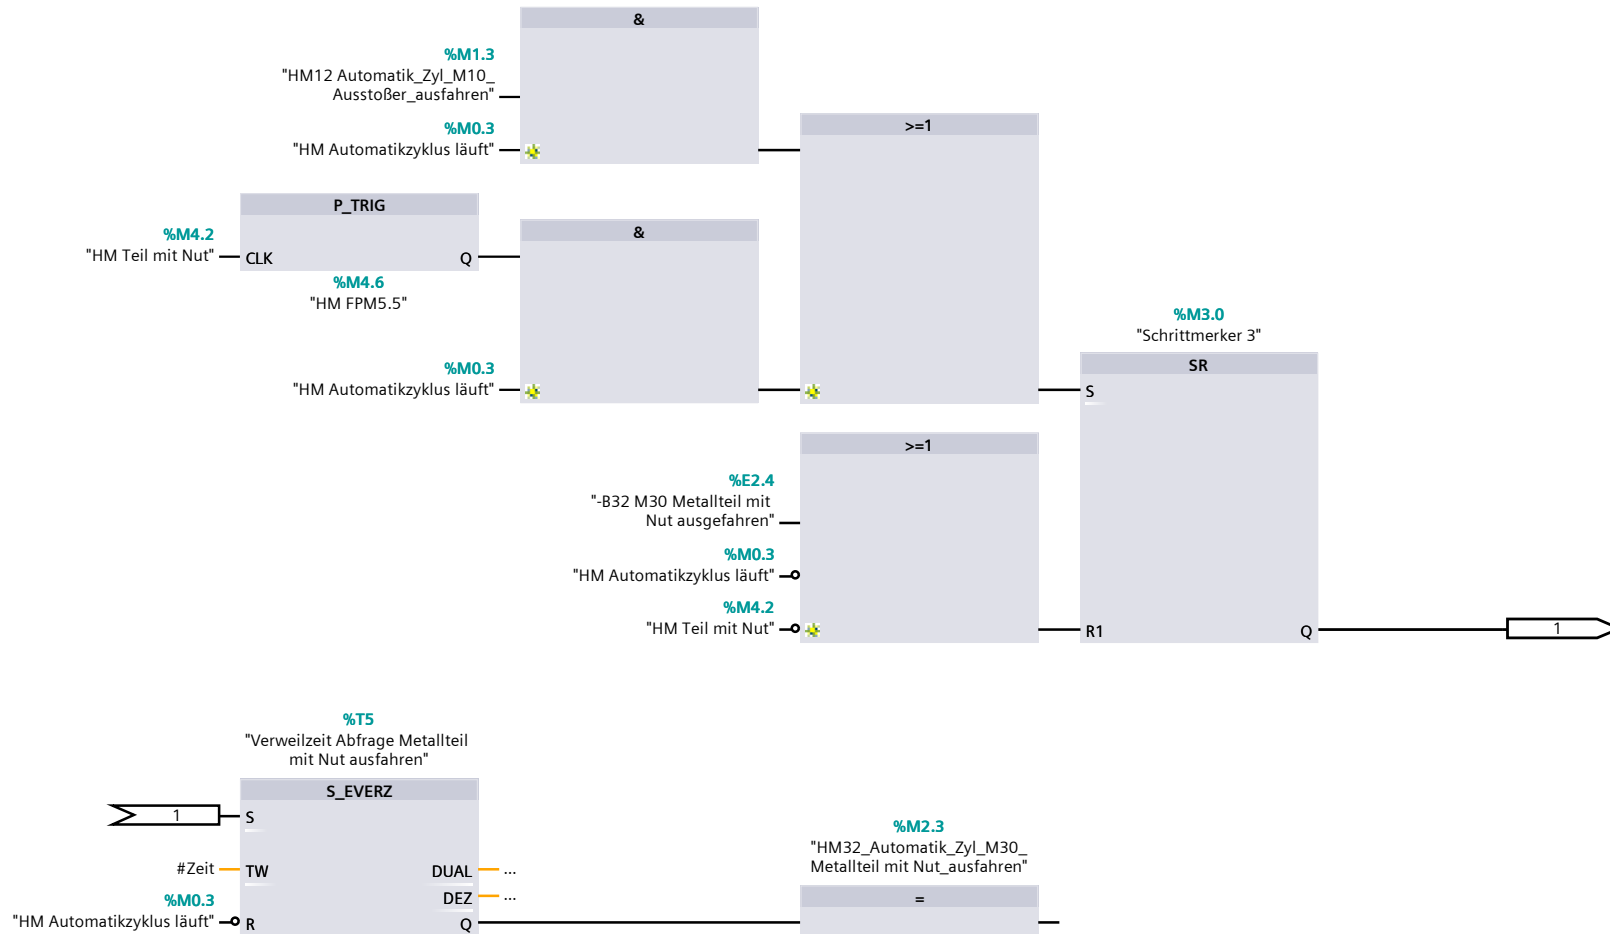 &
%M1.3
"HM12 Automatik_Zyl_M10_
Ausstoßer_ausfahren"
%M0.3
"HM Automatikzyklus läuft"
>=1
P_TRIG
%M4.2
"HM Teil mit Nut"
CLK
Q
%M4.6
"HM FPM5.5"
&
%M0.3
"HM Automatikzyklus läuft"
%M3.0
"Schrittmerker 3"
SR
S
>=1
%E2.4
"-B32 M30 Metallteil mit
Nut ausgefahren"
%M0.3
"HM Automatikzyklus läuft"
%M4.2
"HM Teil mit Nut"
R1
Q
1
%T5
"Verweilzeit Abfrage Metallteil
mit Nut ausfahren"
S_EVERZ
1
S
#Zeit
TW
DUAL
...
DEZ
...
%M0.3
"HM Automatikzyklus läuft"
R
Q
%M2.3
"HM32_Automatik_Zyl_M30_
Metallteil mit Nut_ausfahren"
=